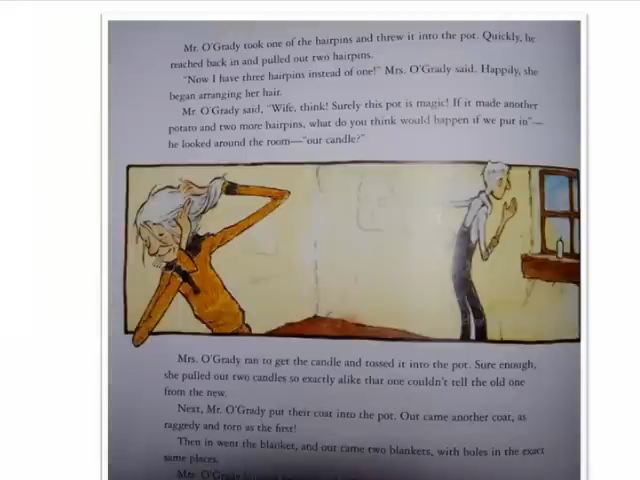 Mr. O'Grady took one of the hairpins and threw it into the pot. Quickly, he
reached back in and pulled out two hairpins.
"Now I have three hairpins instead of one!" Mrs. O'Grady said. Happily, she
began arranging her hair.
Mr. O'Grady said, "Wife, think! Surely this pot is magic! If it made another
potato and two more hairpins, what do you think would happen if we put in"—
he looked around the room—"our candle?"
Mrs. O'Grady ran to get the candle and tossed it into the pot. Sure enough,
she pulled out two candles so exactly alike that one couldn't tell the old one
from the new.
Next, Mr. O'Grady put their coat into the pot. Out came another coat, as
raggedy and torn as the first!
Then in went the blanket, and out came two blankets, with holes in the exact
same places.
Mrs. O'Grady